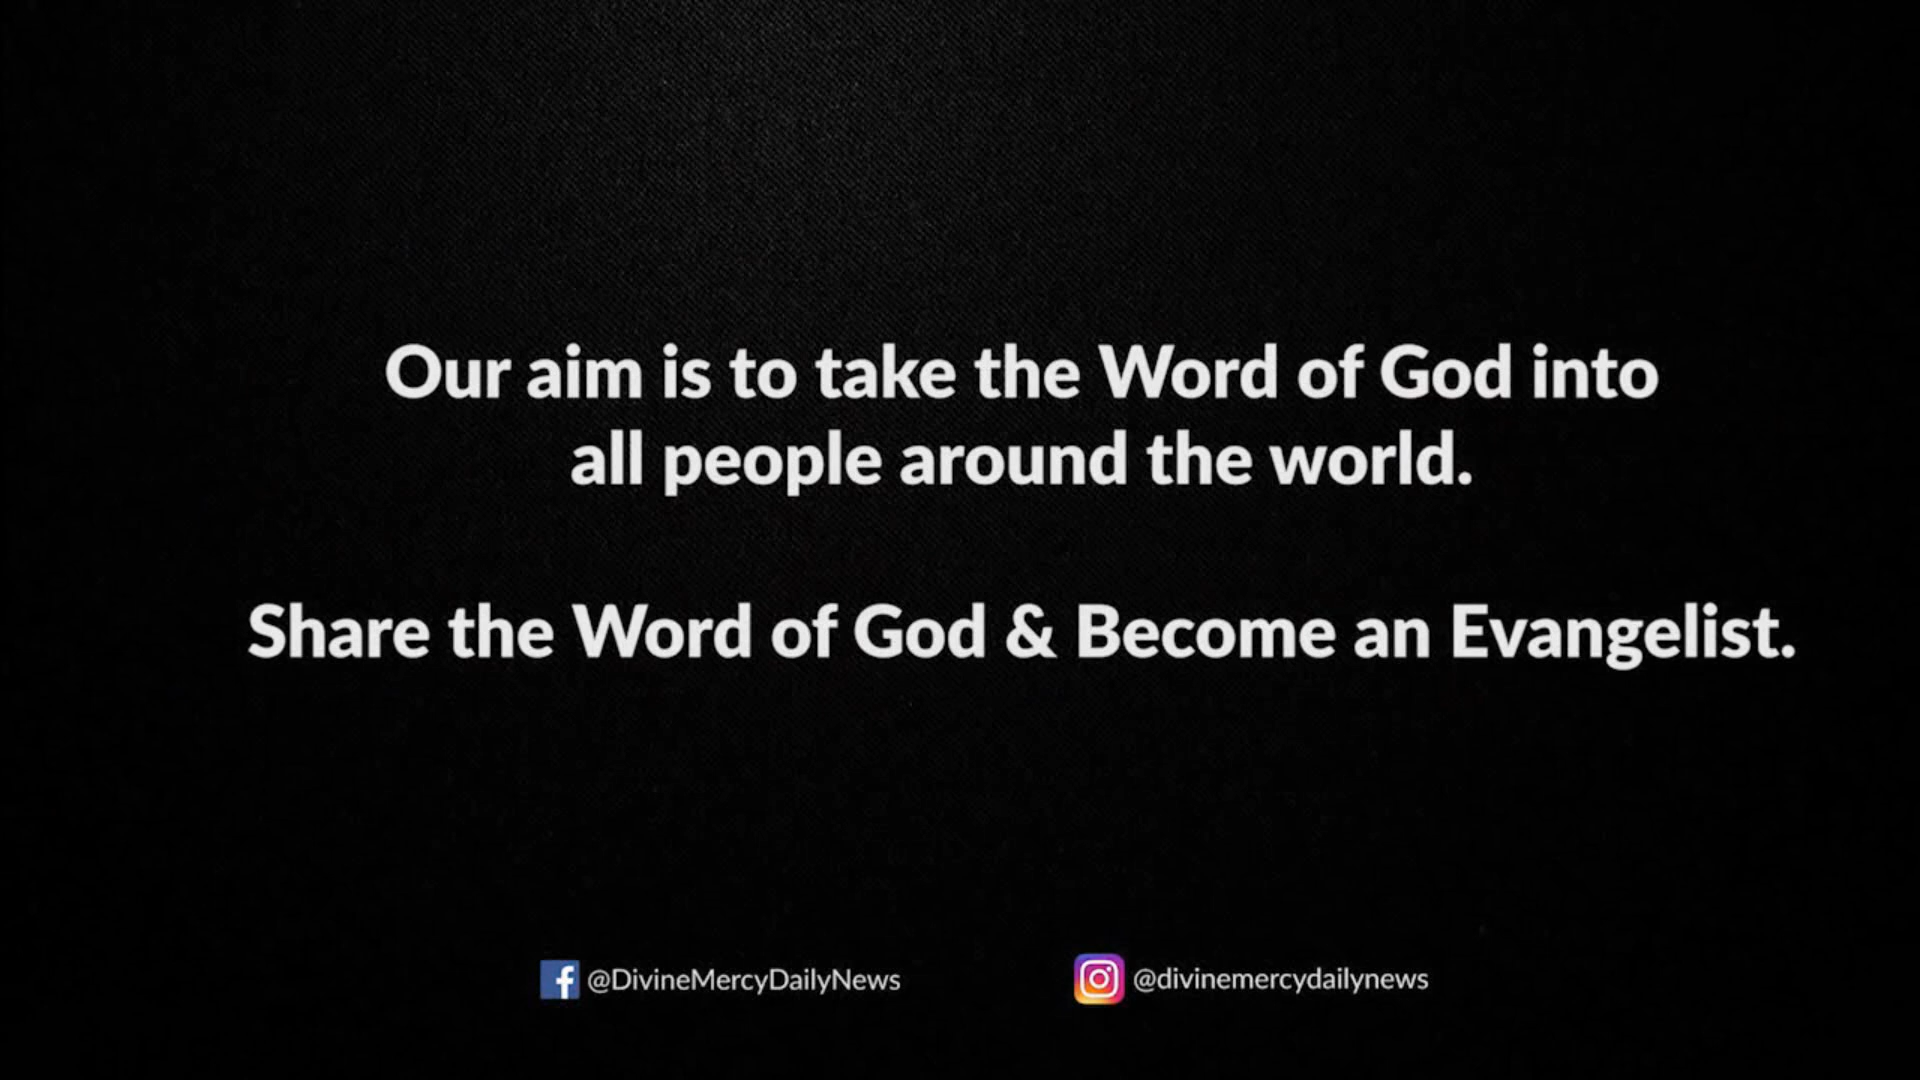 Our aim is to take the Word of God into
all people around the world.
Share the Word of God & Become an Evangelist.
@DivineMercyDailyNews
@divinemercydailynews